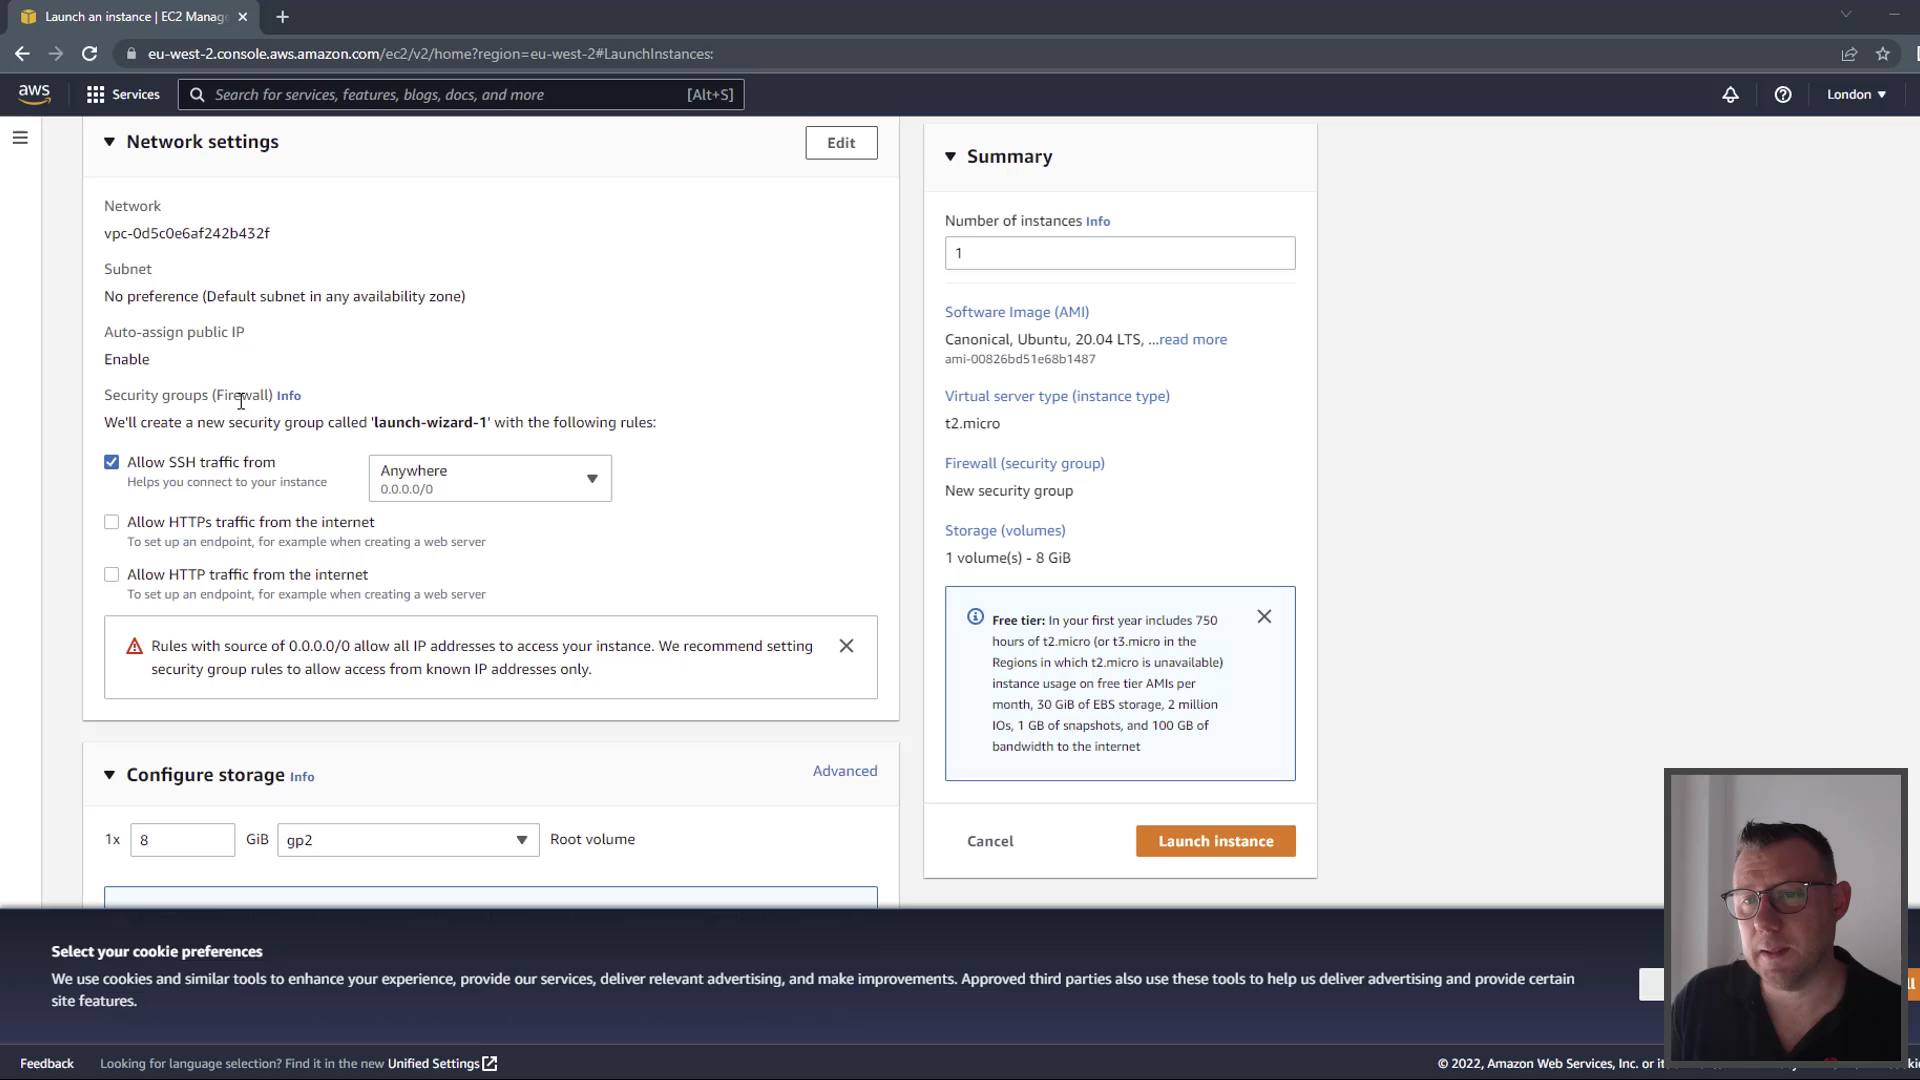 Launch an instance | EC2 Manag
eu-west-2.console.aws.amazon.com/ec2/v2/home?region=eu-west-2#LaunchInstances:
aws
Services
Search for services, features, blogs, docs, and more
[Alt+S]
London
Network settings
Edit
Network
vpc-0d5c0e6af242b432f
Subnet
No preference (Default subnet in any availability zone)
Auto-assign public IP
Enable
Security groups (Firewall) Info
We'll create a new security group called 'launch-wizard-1' with the following rules:
Allow SSH traffic from
Helps you connect to your instance
Anywhere
0.0.0.0/0
Allow HTTPs traffic from the internet
To set up an endpoint, for example when creating a web server
Allow HTTP traffic from the internet
To set up an endpoint, for example when creating a web server
Rules with source of 0.0.0.0/0 allow all IP addresses to access your instance. We recommend setting
security group rules to allow access from known IP addresses only.
Configure storage Info
Advanced
1x
8
GiB
gp2
Root volume
Summary
Number of instances Info
1
Software Image (AMI)
Canonical, Ubuntu, 20.04 LTS, ...read more
ami-00826bd51e68b1487
Virtual server type (instance type)
t2.micro
Firewall (security group)
New security group
Storage (volumes)
1 volume(s) - 8 GiB
Free tier: In your first year includes 750
hours of t2.micro (or t3.micro in the
Regions in which t2.micro is unavailable)
instance usage on free tier AMIs per
month, 30 GiB of EBS storage, 2 million
IOs, 1 GB of snapshots, and 100 GB of
bandwidth to the internet
Cancel
Launch instance
Select your cookie preferences
We use cookies and similar tools to enhance your experience, provide our services, deliver relevant advertising, and make improvements. Approved third parties also use these tools to help us deliver advertising and provide certain
site features.
Feedback
Looking for language selection? Find it in the new Unified Settings
© 2022, Amazon Web Services, Inc. or it